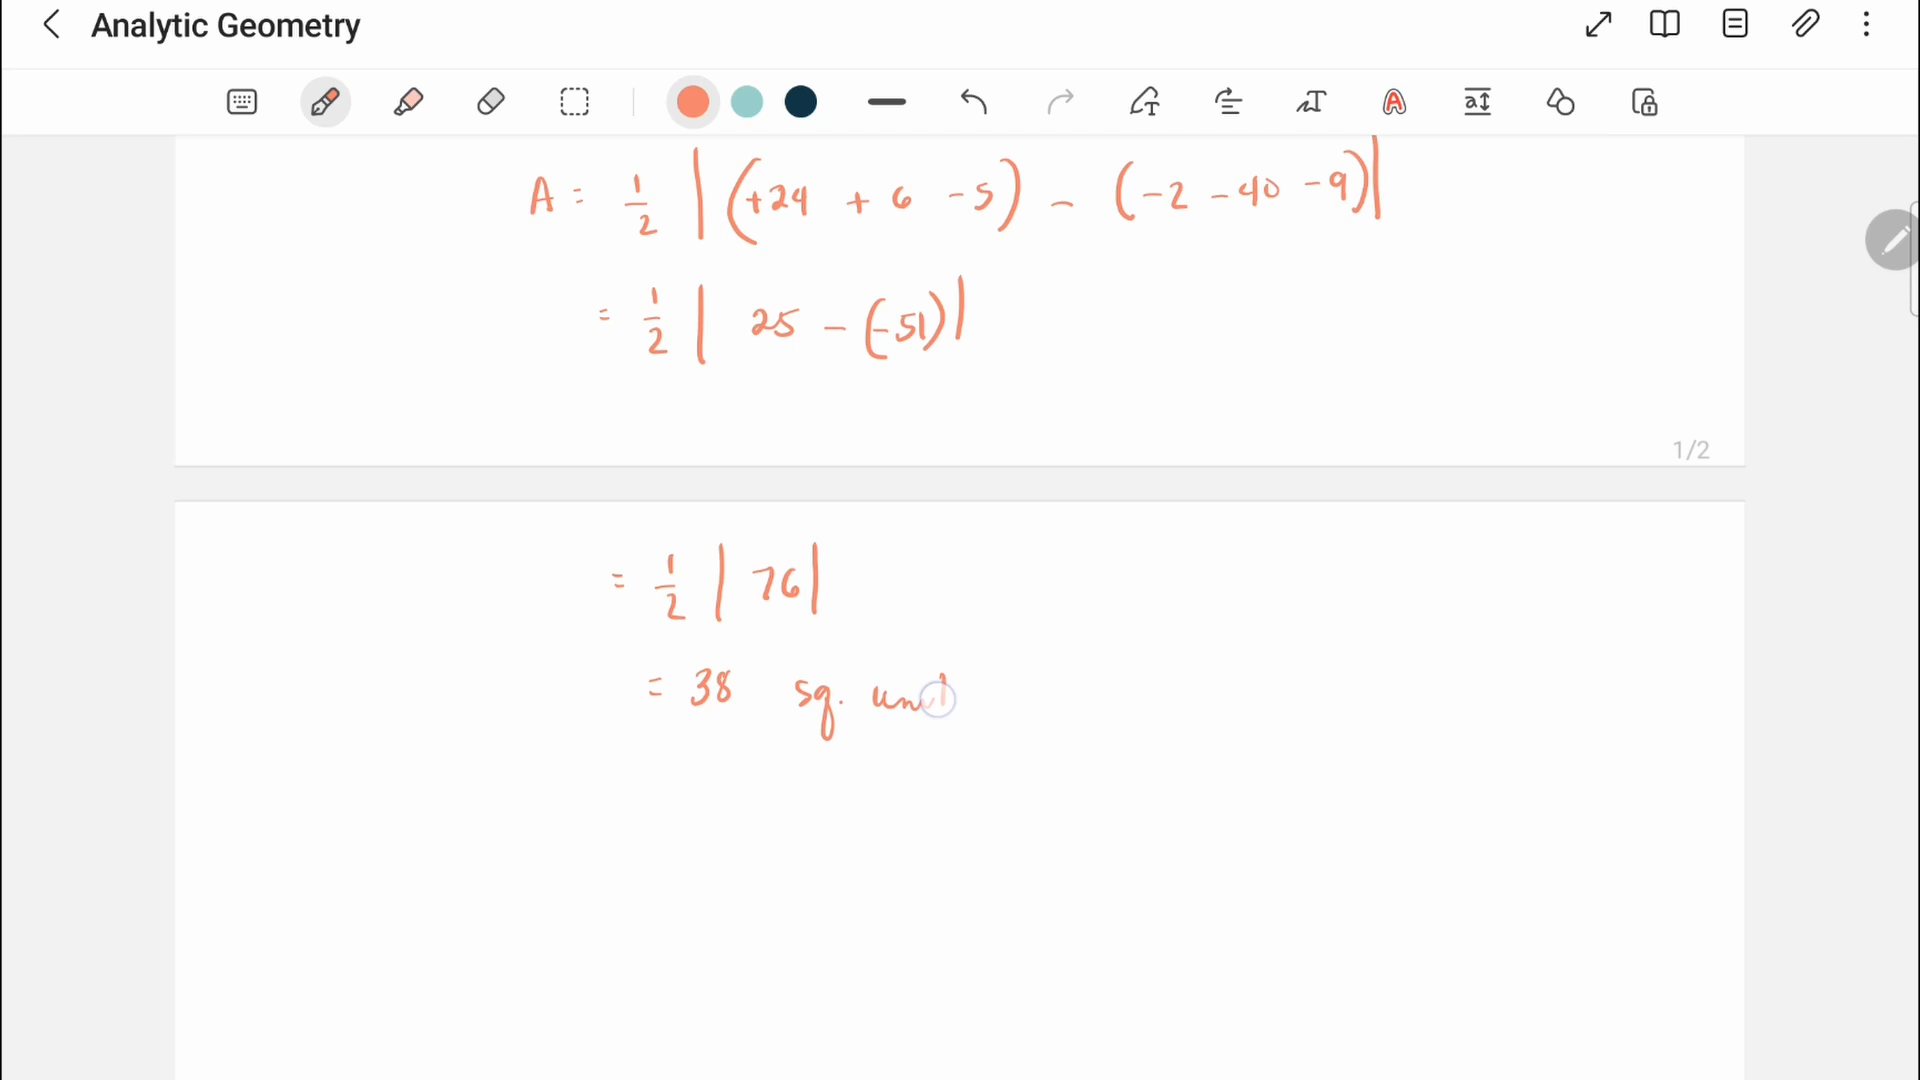 Analytic Geometry
A = 1/2 |(+24 + 6 - 5) - (-2 - 40 - 9)|
= 1/2 | 25 - (-51)|
1/2
= 1/2 | 76|
= 38 sq.